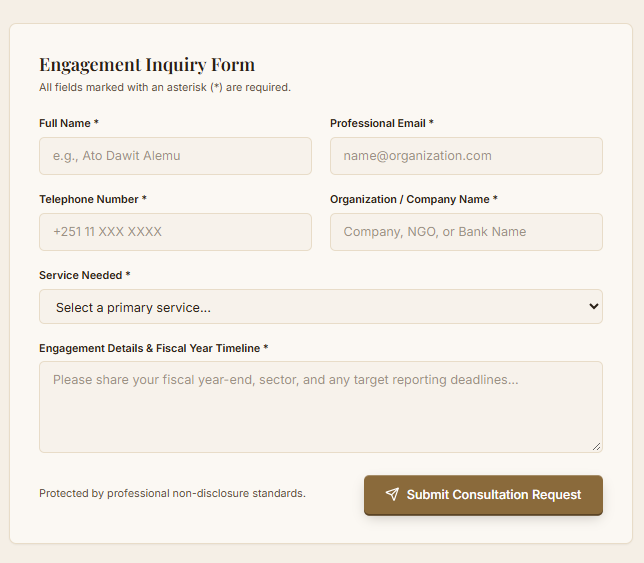 Engagement Inquiry Form
All fields marked with an asterisk (*) are required.
Full Name *
Professional Email *
e.g., Ato Dawit Alemu
name@organization.com
Telephone Number *
Organization / Company Name *
+251 11 XXX XXXX
Company, NGO, or Bank Name
Service Needed *
Select a primary service...
Engagement Details & Fiscal Year Timeline *
Please share your fiscal year-end, sector, and any target reporting deadlines...
Protected by professional non-disclosure standards.
Submit Consultation Request